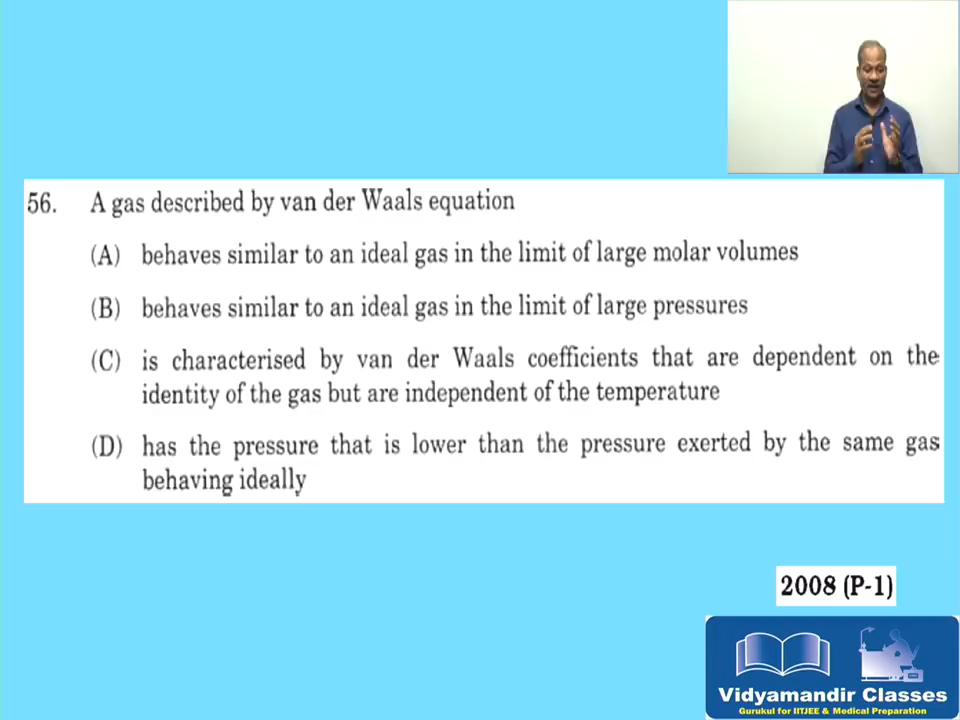 56. A gas described by van der Waals equation
(A) behaves similar to an ideal gas in the limit of large molar volumes
(B) behaves similar to an ideal gas in the limit of large pressures
(C) is characterised by van der Waals coefficients that are dependent on the
identity of the gas but are independent of the temperature
(D) has the pressure that is lower than the pressure exerted by the same gas
behaving ideally
2008 (P-1)
Vidyamandir Classes
Gurukul for IITJEE & Medical Preparation